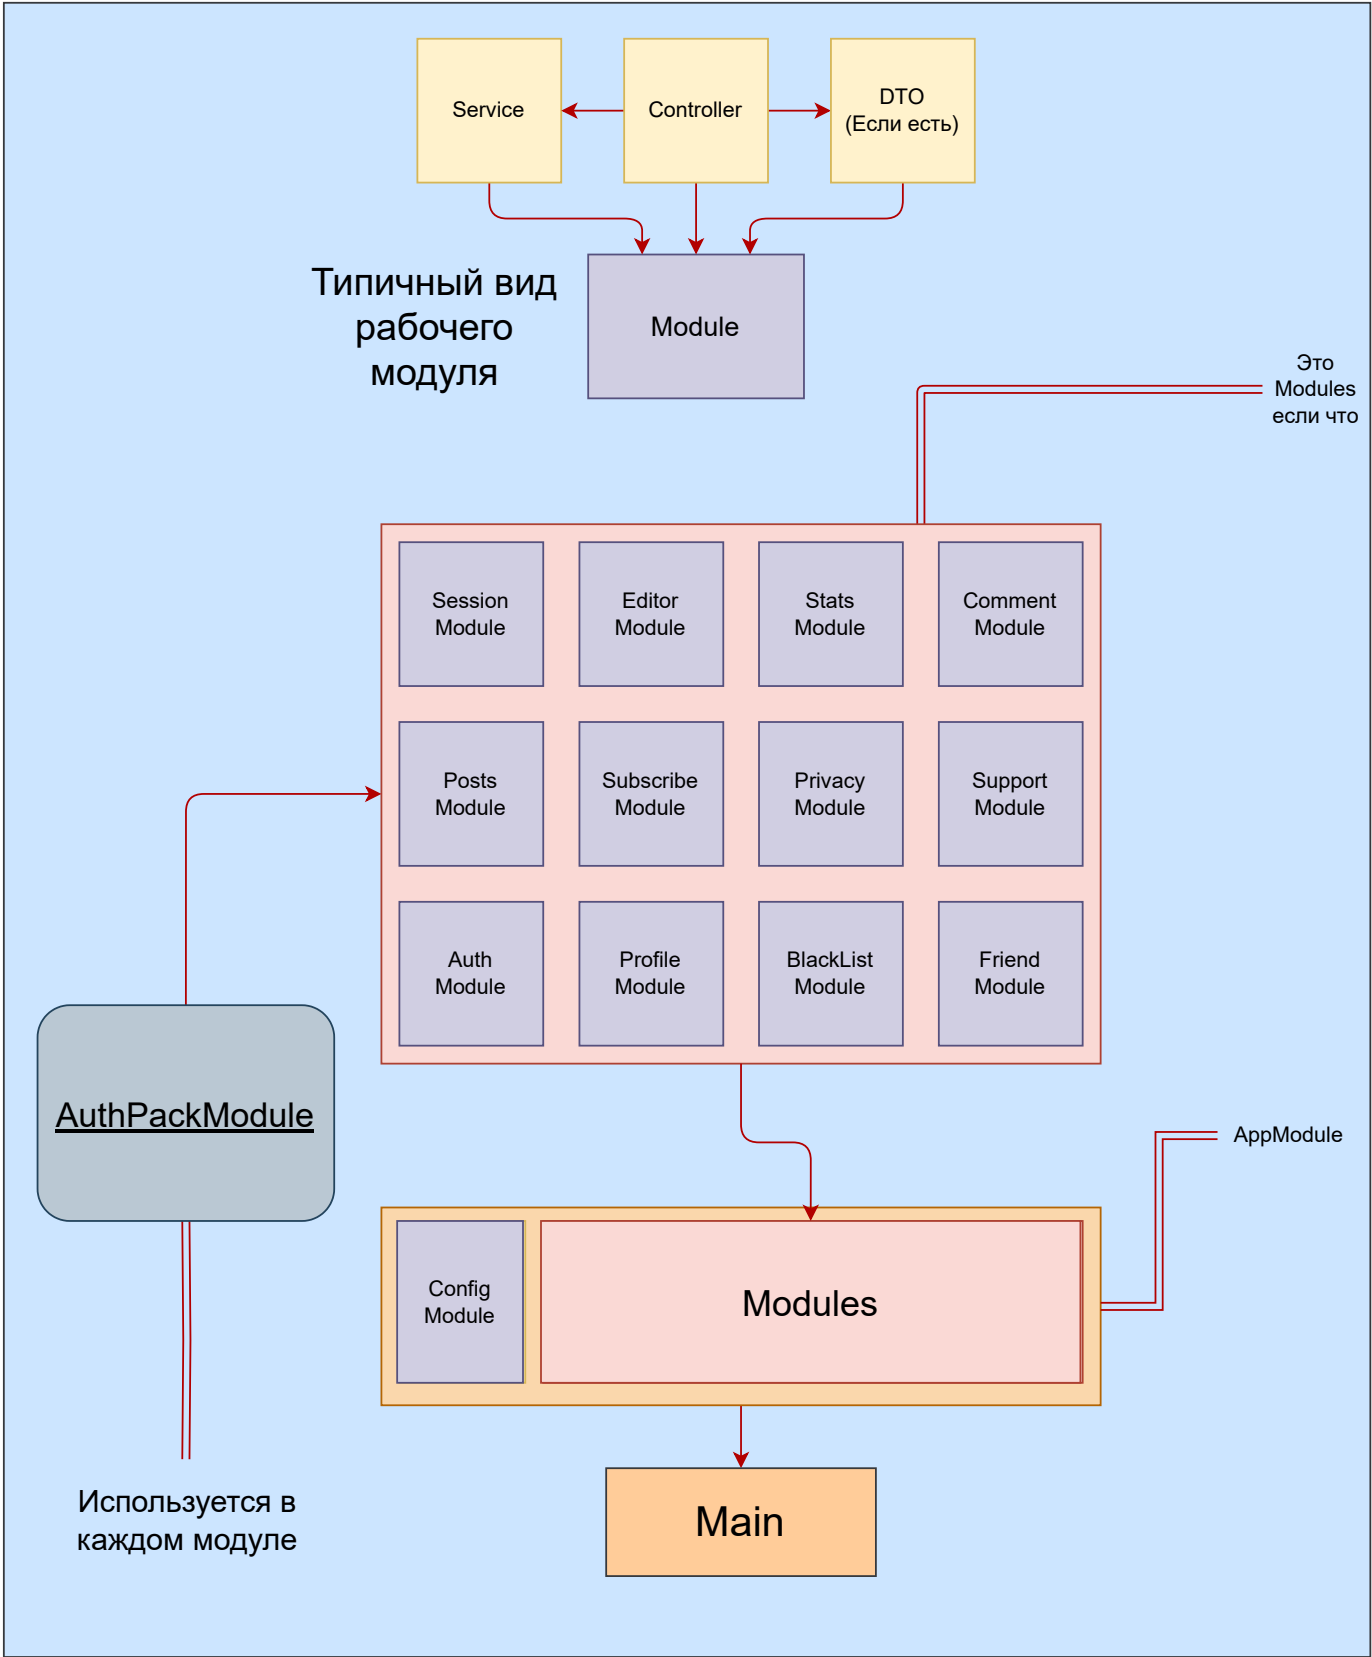 Service
Controller
DTO
(Если есть)
Типичный вид
рабочего
модуля
Module
Это
Modules
если что
Session
Module
Editor
Module
Stats
Module
Comment
Module
Posts
Module
Subscribe
Module
Privacy
Module
Support
Module
Auth
Module
Profile
Module
BlackList
Module
Friend
Module
AuthPackModule
AppModule
Config
Module
Modules
Используется в
каждом модуле
Main